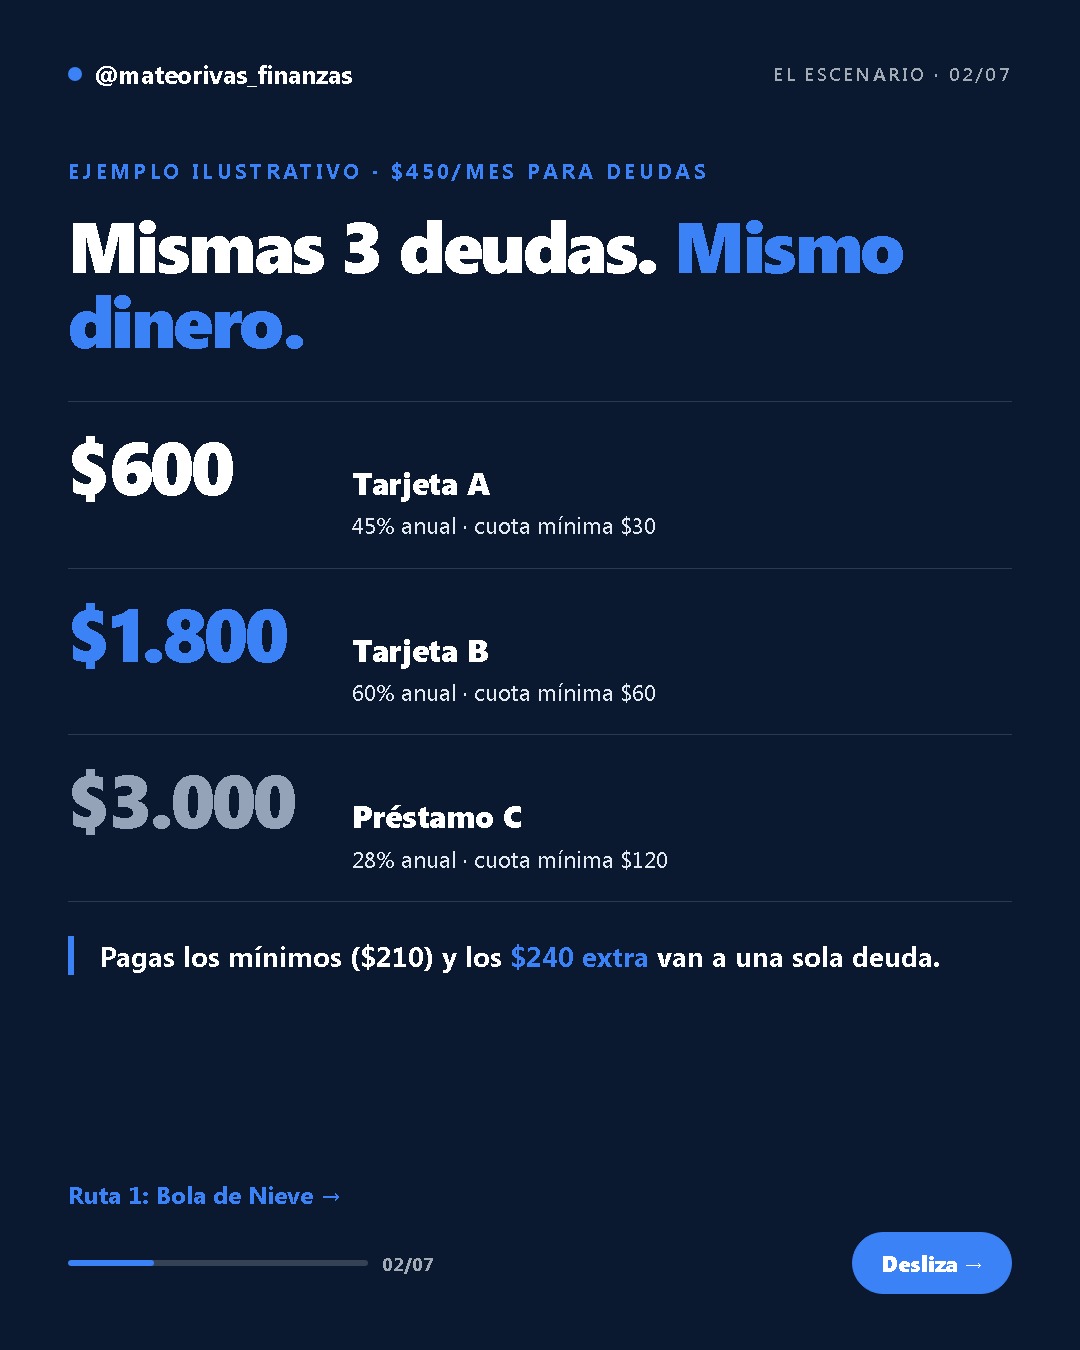 @mateorivas_finanzas
EL ESCENARIO · 02/07
EJEMPLO ILUSTRATIVO · $450/MES PARA DEUDAS
Mismas 3 deudas. Mismo
dinero.
$600
Tarjeta A
45% anual · cuota mínima $30
$1.800
Tarjeta B
60% anual · cuota mínima $60
$3.000
Préstamo C
28% anual · cuota mínima $120
Pagas los mínimos ($210) y los $240 extra van a una sola deuda.
Ruta 1: Bola de Nieve →
02/07
Desliza →